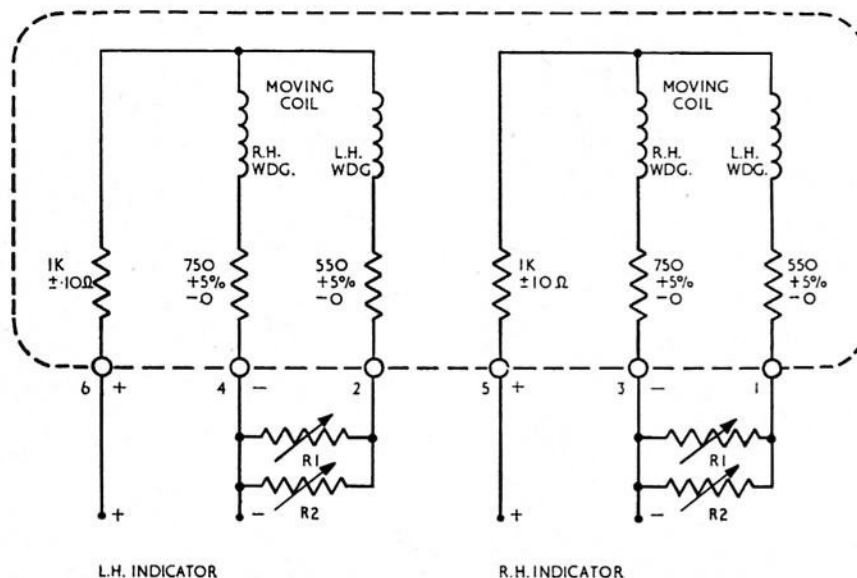 MOVING
COIL
R.H.
WDG.
L.H.
WDG
1K
±·10Ω
750
+5%
-0
550
+5%
-0
6
+
4
-
2
R1
R2
+
-
L.H. INDICATOR
MOVING
COIL
R.H.
WDG.
L.H.
WDG.
1K
±10Ω
750
+5%
-0
550
+5%
-0
5
+
3
-
1
R1
R2
+
-
R.H. INDICATOR